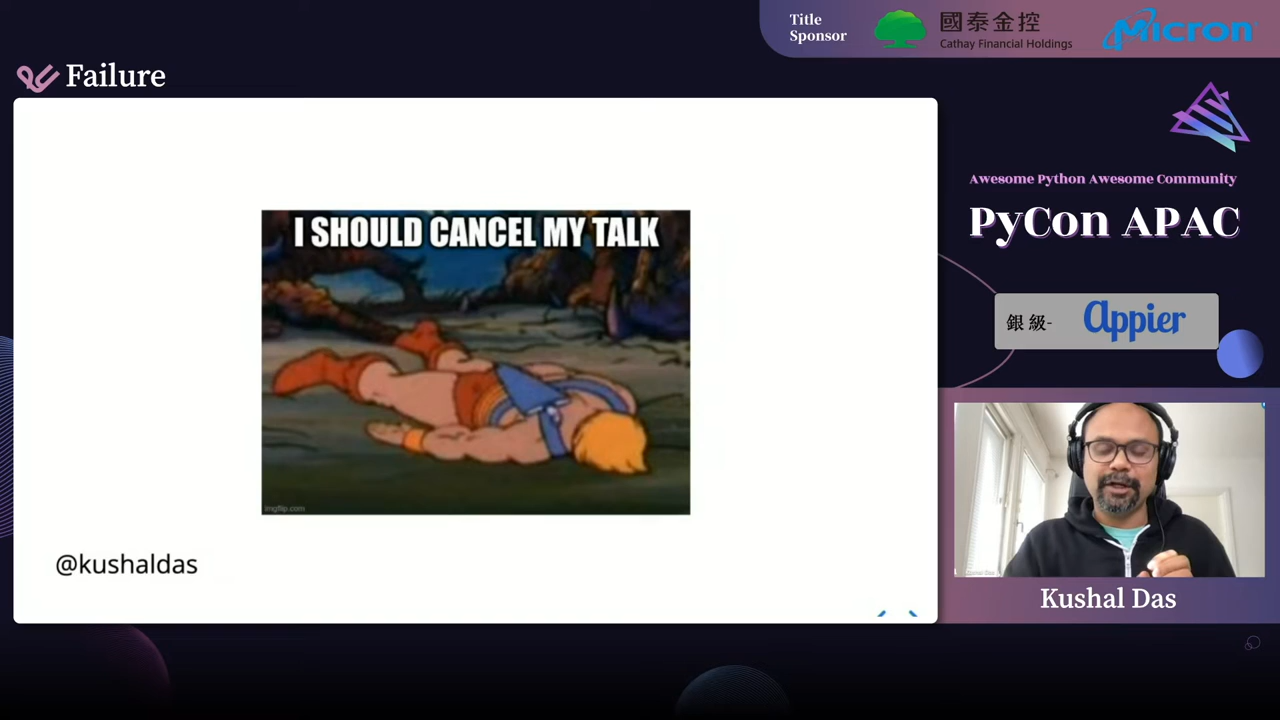 Title
Sponsor
國泰金控
Cathay Financial Holdings
Micron
Failure
I SHOULD CANCEL MY TALK
imgflip.com
@kushaldas
Awesome Python Awesome Community
PyCon APAC
銀級-
Appier
Kushal Das